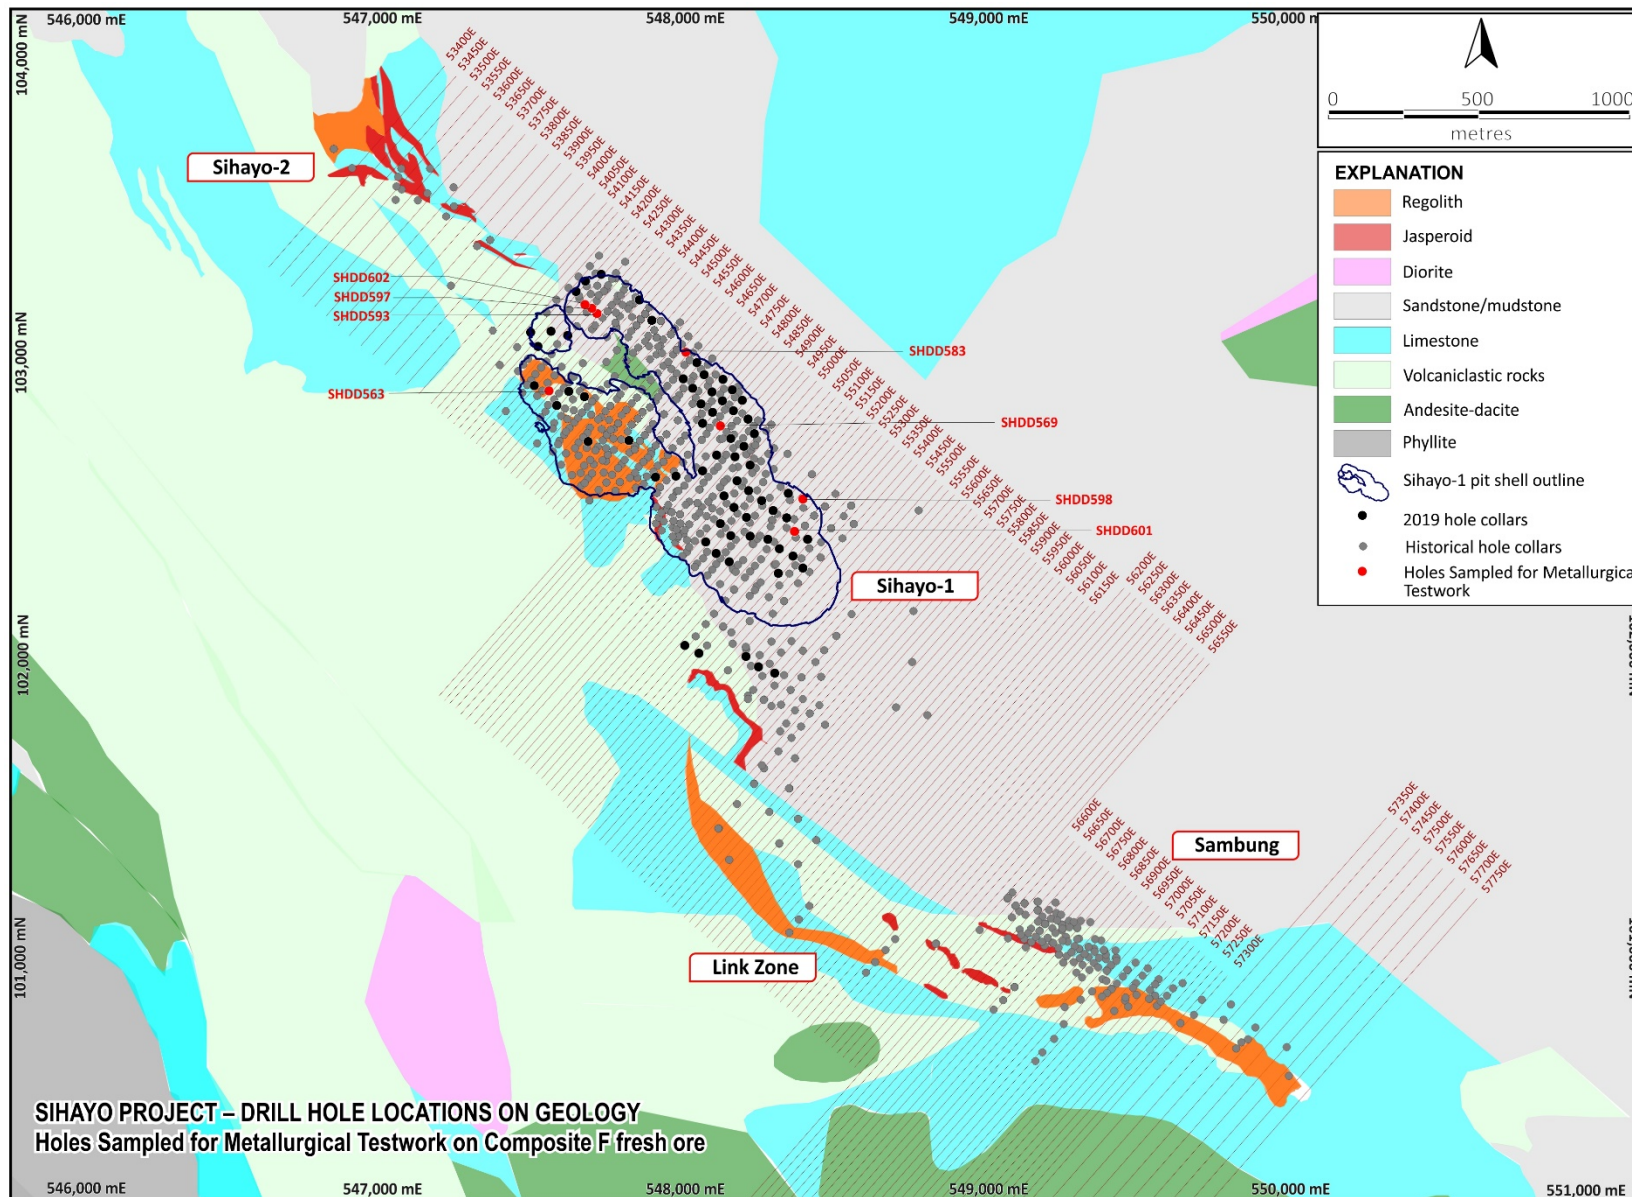 546,000 mE
547,000 mE
548,000 mE
549,000 mE
550,000 m
104,000 mN
103,000 mN
102,000 mN
101,000 mN
0
500
1000
metres
EXPLANATION
Regolith
Jasperoid
Diorite
Sandstone/mudstone
Limestone
Volcaniclastic rocks
Andesite-dacite
Phyllite
Sihayo-1 pit shell outline
2019 hole collars
Historical hole collars
Holes Sampled for Metallurgica
Testwork
53400E
53450E
53500E
53550E
53600E
53650E
53700E
53750E
53800E
53850E
53900E
53950E
54000E
54050E
54100E
54150E
54200E
54250E
54300E
54350E
54400E
54450E
54500E
54550E
54600E
54650E
54700E
54750E
54800E
54850E
54900E
54950E
55000E
55050E
55100E
55150E
55200E
55250E
55300E
55350E
55400E
55450E
55500E
55550E
55600E
55650E
55700E
55750E
55800E
55850E
55900E
55950E
56000E
56050E
56100E
56150E
56200E
56250E
56300E
56350E
56400E
56450E
56500E
56550E
Sihayo-2
SHDD602
SHDD597
SHDD593
SHDD583
SHDD563
SHDD569
SHDD598
SHDD601
Sihayo-1
56600E
56650E
56700E
56750E
56800E
56850E
56900E
56950E
57000E
57050E
57100E
57150E
57200E
57250E
57300E
57350E
57400E
57450E
57500E
57550E
57600E
57650E
57700E
57750E
Sambung
Link Zone
SIHAYO PROJECT – DRILL HOLE LOCATIONS ON GEOLOGY
Holes Sampled for Metallurgical Testwork on Composite F fresh ore
546,000 mE
547,000 mE
548,000 mE
549,000 mE
550,000 mE
551,000 mE